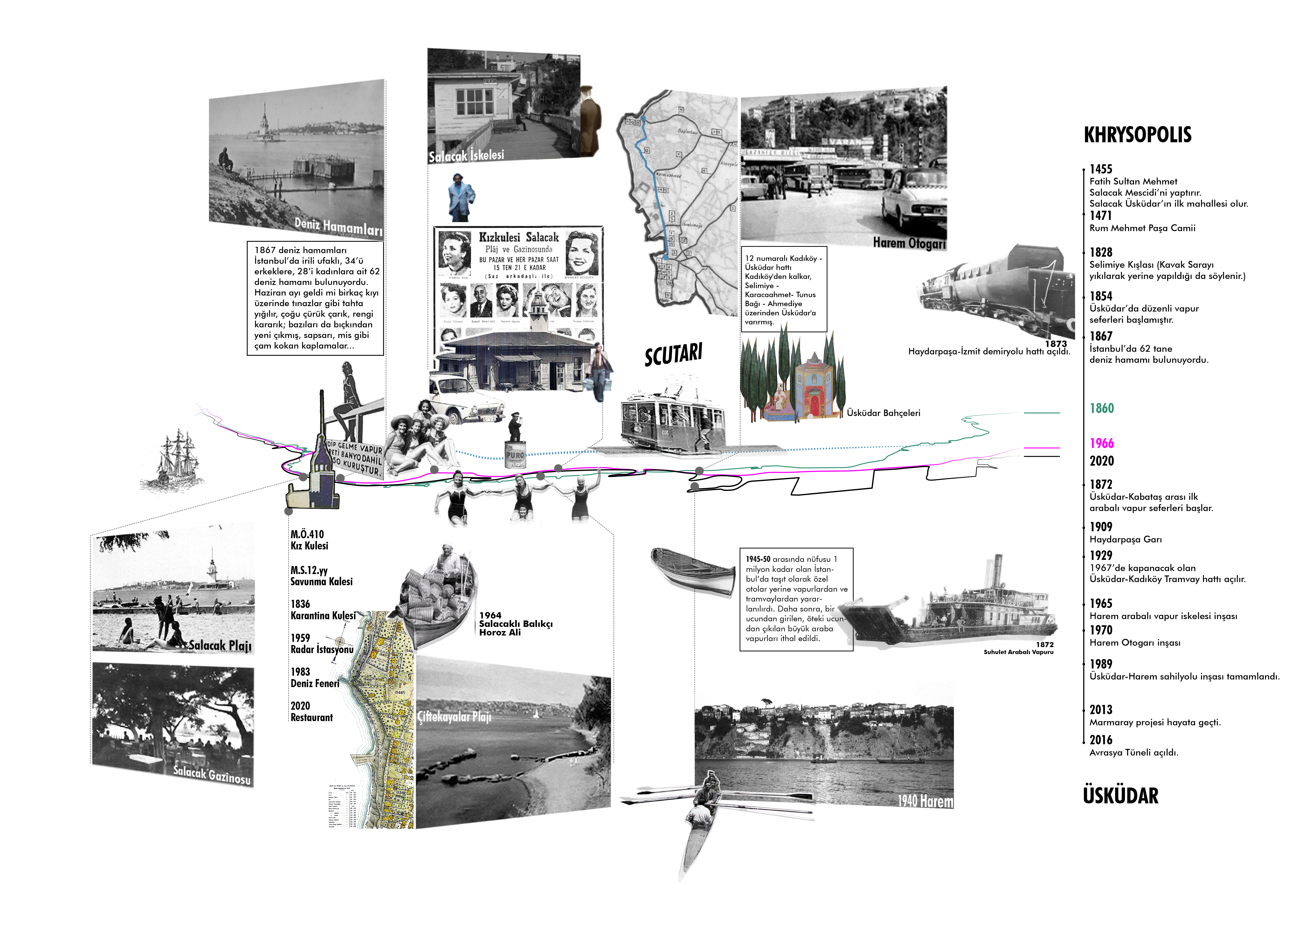 Salacak İskelesi
Deniz Hamamları
Harem Otogarı
VARAN
1867 deniz hamamları
İstanbul'da irili ufaklı, 34'ü
erkeklere, 28'i kadınlara ait 62
deniz hamamı bulunuyordu.
Haziran ayı geldi mi birkaç kıyı
üzerinde tınazlar gibi tahta
yığılır, çoğu çürük çarık, rengi
kararık; bazıları da bıçkından
yeni çıkmış, sapsarı, mis gibi
çam kokan kaplamalar...
Kızkulesi Salacak
Plâj ve Gazinosunda
BU PAZAR VE HER PAZAR SAAT
15 TEN 21 E KADAR
(Saz arkadaşlı ile)
12 numaralı Kadıköy -
Üsküdar hattı
Kadıköy'den kalkar,
Selimiye -
Karacaahmet- Tunus
Bağı - Ahmediye
üzerinden Üsküdar'a
varırmış.
SCUTARI
1873
Haydarpaşa-İzmit demiryolu hattı açıldı.
Üsküdar Bahçeleri
DİP GELME VAPUR
RETİ BANYO DAHİL
50 KURUŞTUR.
PURO
M.Ö.410
Kız Kulesi
M.S.12.yy
Savunma Kalesi
1836
Karantina Kulesi
1959
Radar İstasyonu
1983
Deniz Feneri
2020
Restaurant
Salacak Plajı
Salacak Gazinosu
1964
Salacaklı Balıkçı
Horoz Ali
Çiftekayalar Plajı
1945-50 arasında nüfusu 1
milyon kadar olan İstan-
bul'da taşıt olarak özel
otolar yerine vapurlardan ve
tramvaylardan yarar-
lanılırdı. Daha sonra, bir
ucundan girilen, öteki ucun-
dan çıkılan büyük araba
vapurları ithal edildi.
1872
Suhulet Arabalı Vapuru
1940 Harem
KHRYSOPOLIS
1455
Fatih Sultan Mehmet
Salacak Mescidi'ni yaptırır.
Salacak Üsküdar'ın ilk mahallesi olur.
1471
Rum Mehmet Paşa Camii
1828
Selimiye Kışlası (Kavak Sarayı
yıkılarak yerine yapıldığı da söylenir.)
1854
Üsküdar'da düzenli vapur
seferleri başlamıştır.
1867
İstanbul'da 62 tane
deniz hamamı bulunuyordu.
1860
1966
2020
1872
Üsküdar-Kabataş arası ilk
arabalı vapur seferleri başlar.
1909
Haydarpaşa Garı
1929
1967'de kapanacak olan
Üsküdar-Kadıköy Tramvay hattı açılır.
1965
Harem arabalı vapur iskelesi inşası
1970
Harem Otogarı inşası
1989
Üsküdar-Harem sahilyolu inşası tamamlandı.
2013
Marmaray projesi hayata geçti.
2016
Avrasya Tüneli açıldı.
ÜSKÜDAR